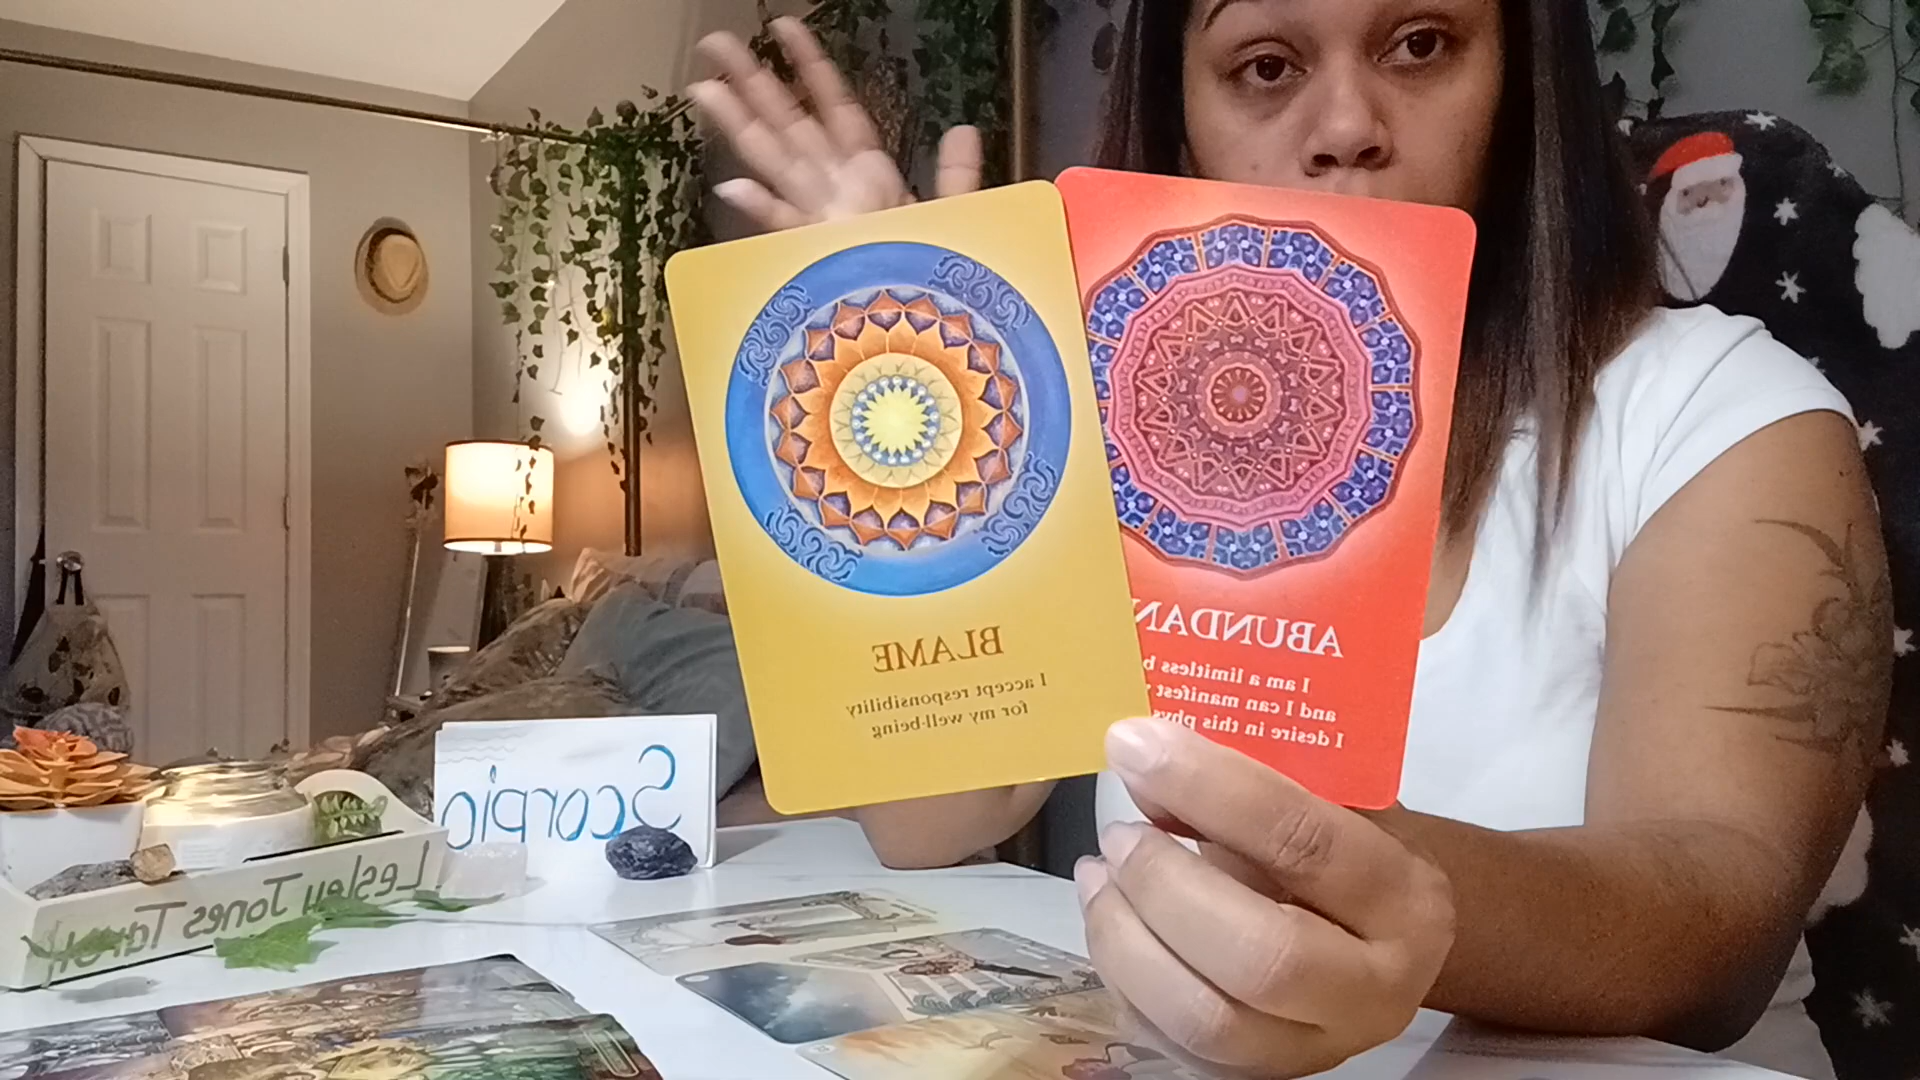 BLAME
I accept responsibility
for my well-being
ABUNDAN
I am a limitless b
and I can manifest
I desire in this phys
Scorpio
Lesley Jones Tarot